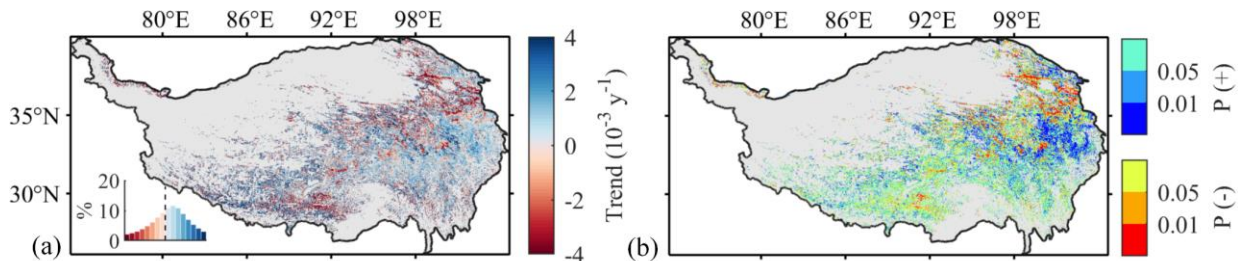 80°E 86°E 92°E 98°E
80°E 86°E 92°E 98°E
35°N
30°N
20
10
0
%
(a)
4
2
0
-2
-4
Trend (10⁻³ y⁻¹)
(b)
0.05
0.01
P (+)
0.05
0.01
P (-)